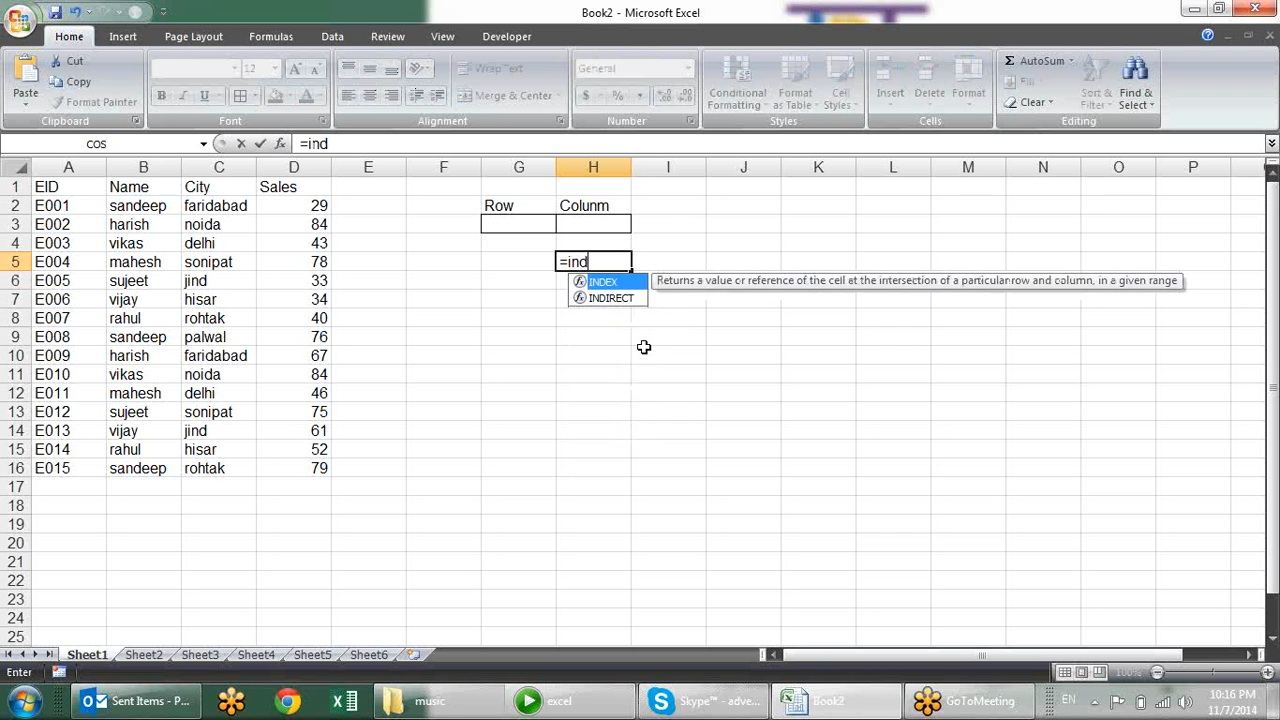 Book2 - Microsoft Excel
Home Insert Page Layout Formulas Data Review View Developer
Paste Cut Copy Format Painter
12
B I U
Wrap Text
Merge & Center
General
$ % ,
Conditional Formatting Format as Table Cell Styles
Insert Delete Format
AutoSum Fill Clear
Sort & Filter Find & Select
Clipboard Font Alignment Number Styles Cells Editing
COS =ind
A B C D E F G H I J K L M N O P
1 EID Name City Sales
2 E001 sandeep faridabad 29 Row Colunm
3 E002 harish noida 84
4 E003 vikas delhi 43
5 E004 mahesh sonipat 78 =ind
6 E005 sujeet jind 33 INDEX Returns a value or reference of the cell at the intersection of a particular row and column, in a given range
7 E006 vijay hisar 34 INDIRECT
8 E007 rahul rohtak 40
9 E008 sandeep palwal 76
10 E009 harish faridabad 67
11 E010 vikas noida 84
12 E011 mahesh delhi 46
13 E012 sujeet sonipat 75
14 E013 vijay jind 61
15 E014 rahul hisar 52
16 E015 sandeep rohtak 79
17
18
19
20
21
22
23
24
25
Sheet1 Sheet2 Sheet3 Sheet4 Sheet5 Sheet6
Enter 100%
Sent Items - P... music excel Skype™ - adve... Book2 GoToMeeting EN 10:16 PM
11/7/2014